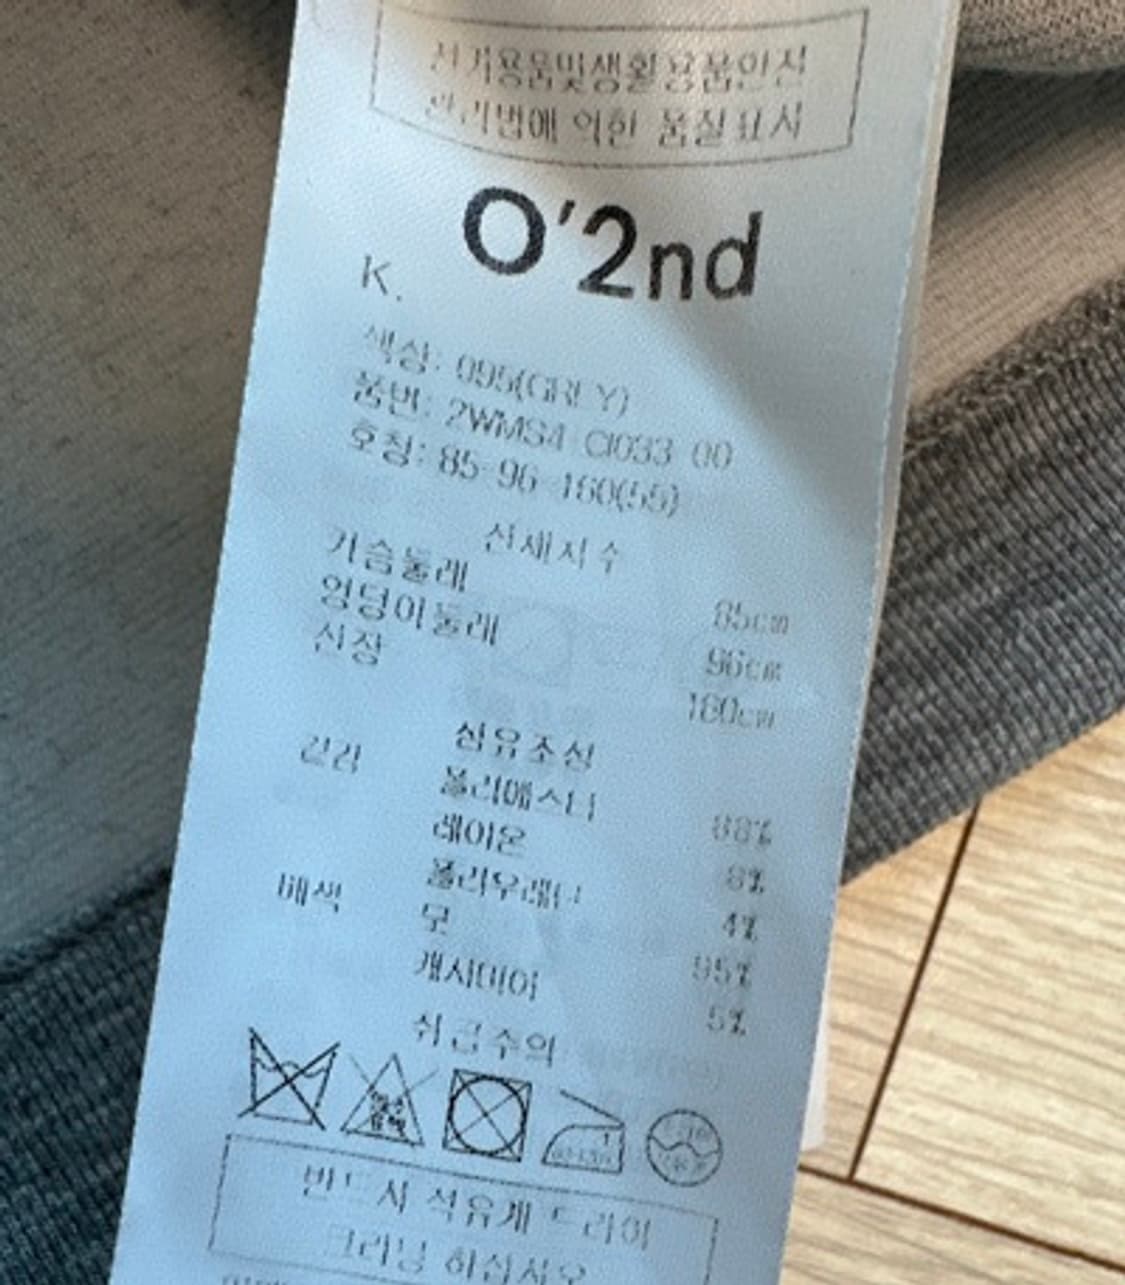 전기용품및생활용품안전
관리법에 의한 품질표시
O'2nd
K.
색상: 095(GREY)
품번: 2WMS4 CI033 00
호칭: 85-96-160(55)
신체치수
가슴둘레 85cm
엉덩이둘레 96cm
신장 160cm
섬유조성
겉감 폴리에스터 88%
레이온 8%
폴리우레탄 4%
배색 모 95%
캐시미어 5%
취급주의
반드시 석유계 드라이
크리닝 하십시오